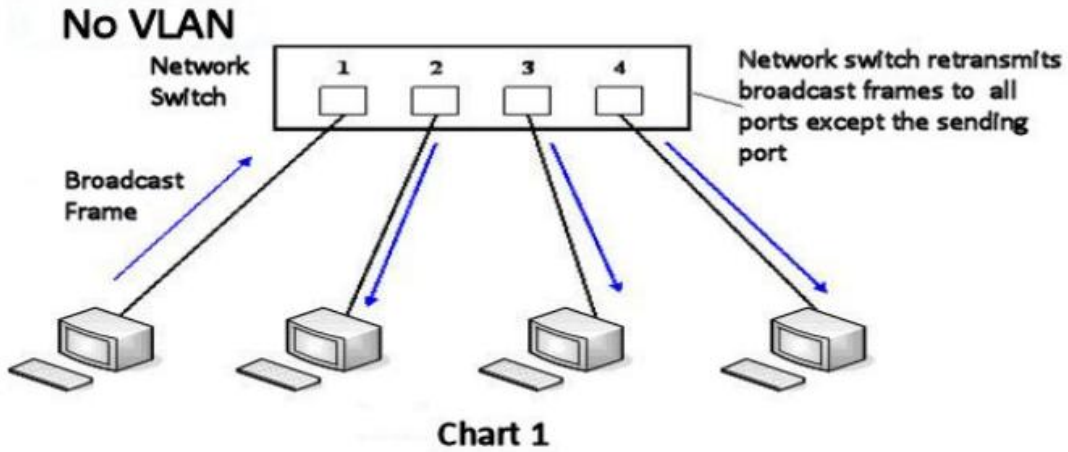 No VLAN
Network
Switch
1 2 3 4
Network switch retransmits
broadcast frames to all
ports except the sending
port
Broadcast
Frame
Chart 1